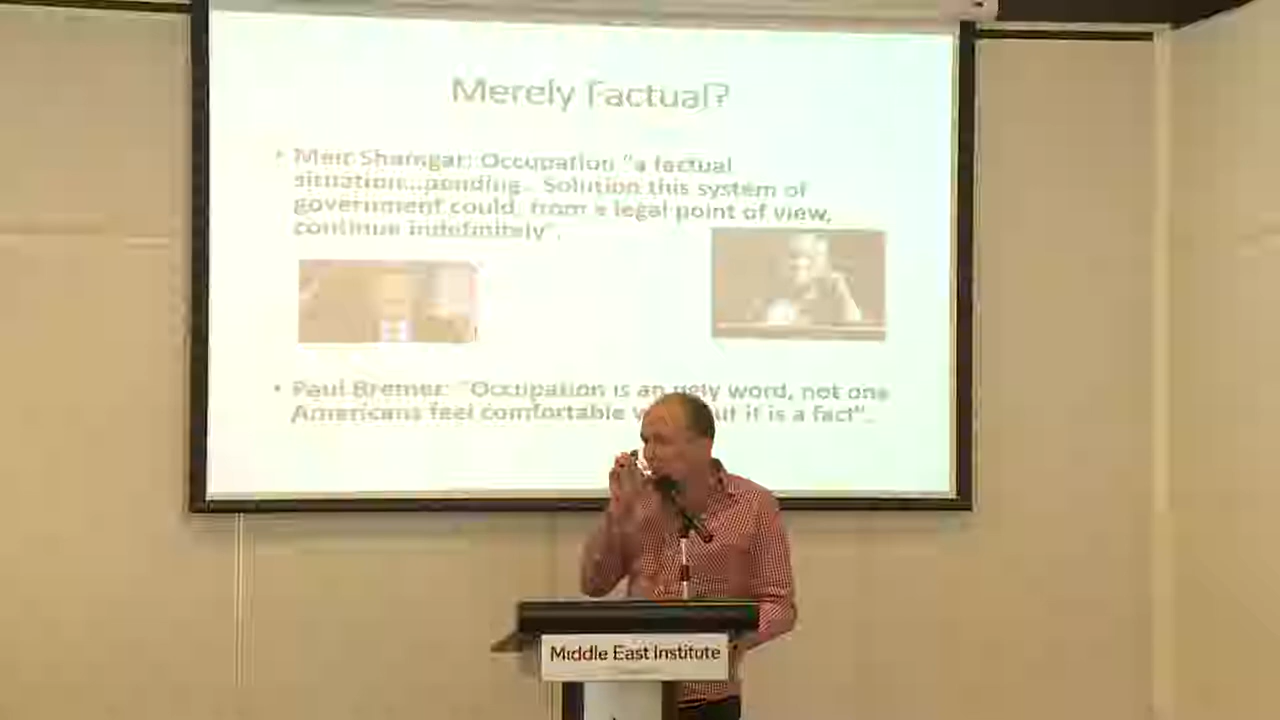 Merely Factual?
• Meir Shamgar: Occupation "a factual
situation...pending.. Solution this system of
government could, from a legal point of view,
continue indefinitely".
• Paul Bremer: "Occupation is an ugly word, not one
Americans feel comfortable but it is a fact".
Middle East Institute